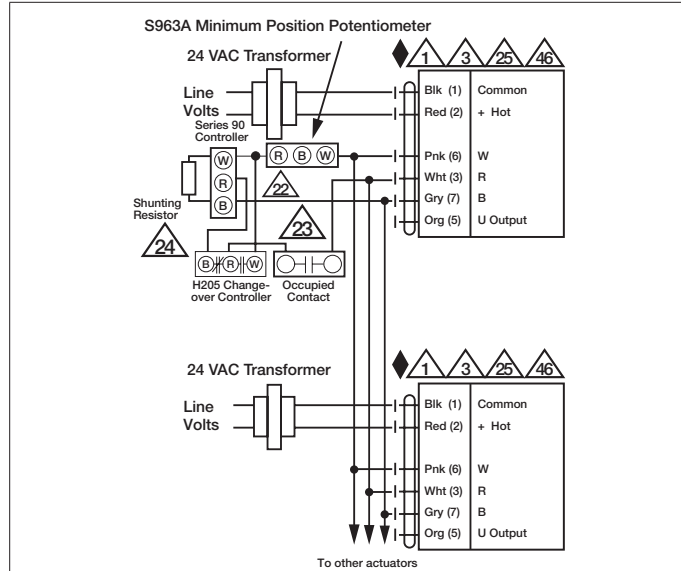 S963A Minimum Position Potentiometer
24 VAC Transformer
1 3 25 46
Line
Volts
Blk (1) Common
Red (2) + Hot
Series 90
Controller
R B W
Pnk (6) W
Wht (3) R
Gry (7) B
Org (5) U Output
W
R
B
22
Shunting
Resistor
24
23
B R W
H205 Change-
over Controller
Occupied
Contact
24 VAC Transformer
1 3 25 46
Line
Volts
Blk (1) Common
Red (2) + Hot
Pnk (6) W
Wht (3) R
Gry (7) B
Org (5) U Output
To other actuators